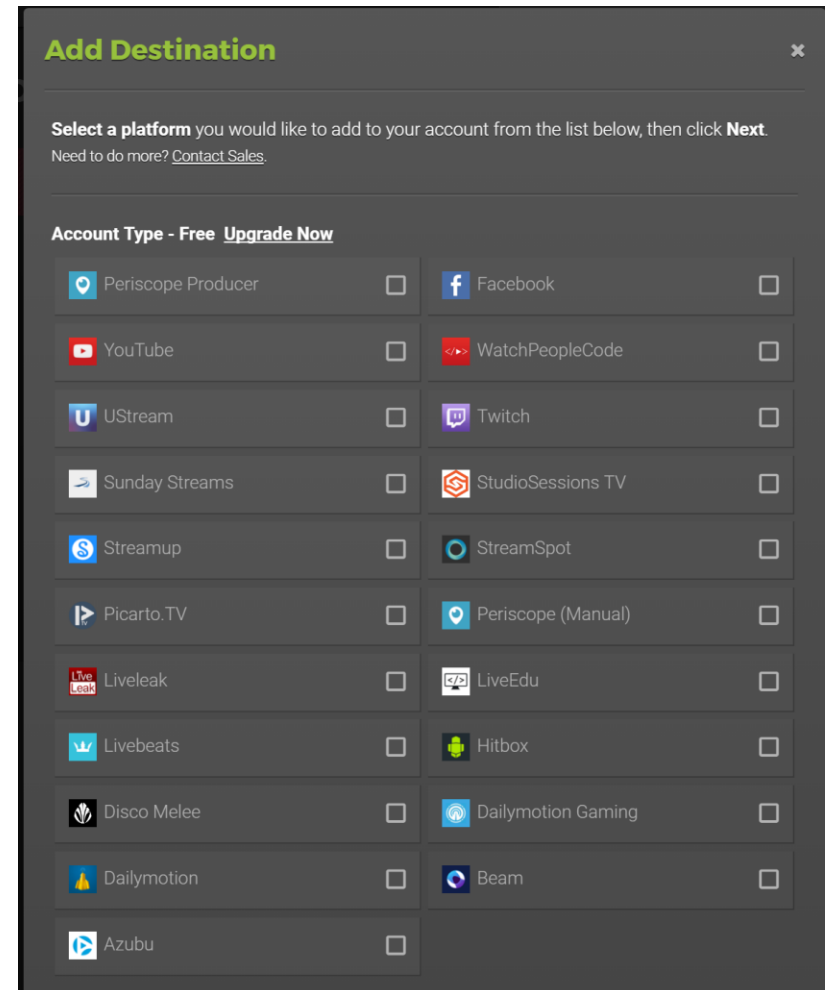 Add Destination
Select a platform you would like to add to your account from the list below, then click Next.
Need to do more? Contact Sales.
Account Type - Free Upgrade Now
Periscope Producer
Facebook
YouTube
WatchPeopleCode
UStream
Twitch
Sunday Streams
StudioSessions TV
Streamup
StreamSpot
Picarto.TV
Periscope (Manual)
Live Leak
Liveleak
LiveEdu
Livebeats
Hitbox
Disco Melee
Dailymotion Gaming
Dailymotion
Beam
Azubu